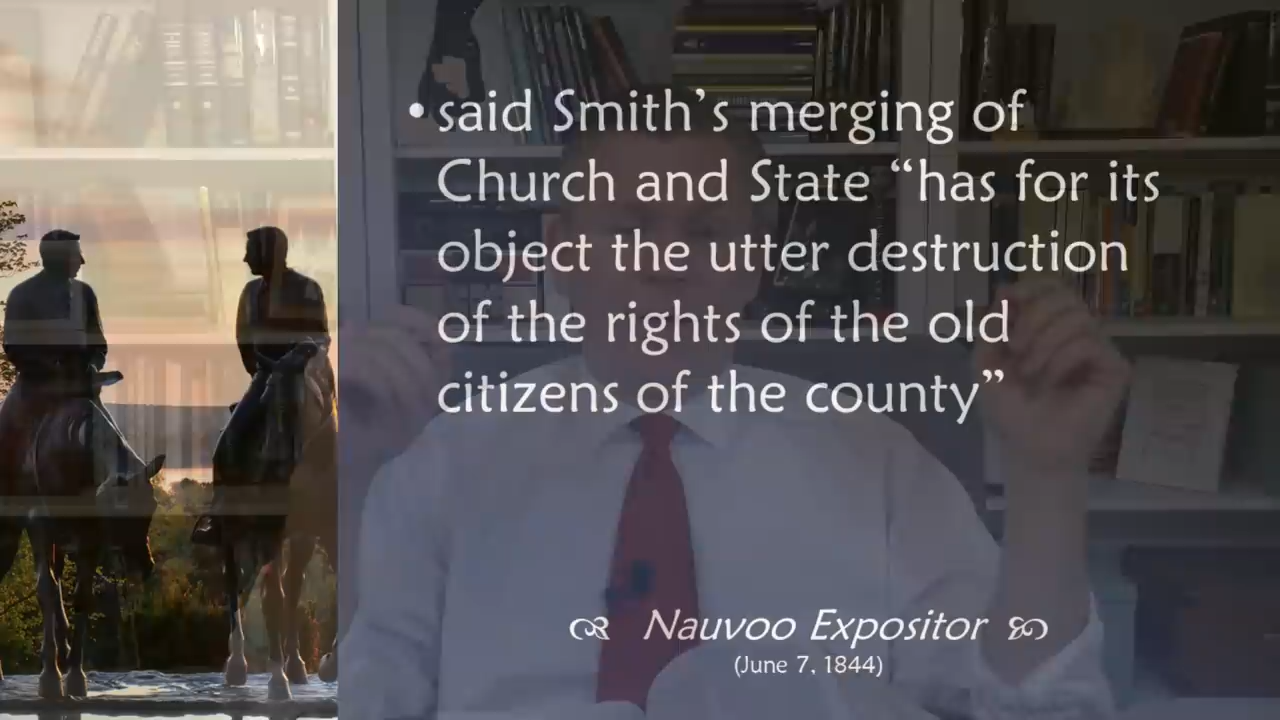 • said Smith’s merging of
Church and State “has for its
object the utter destruction
of the rights of the old
citizens of the county”
Nauvoo Expositor
(June 7, 1844)